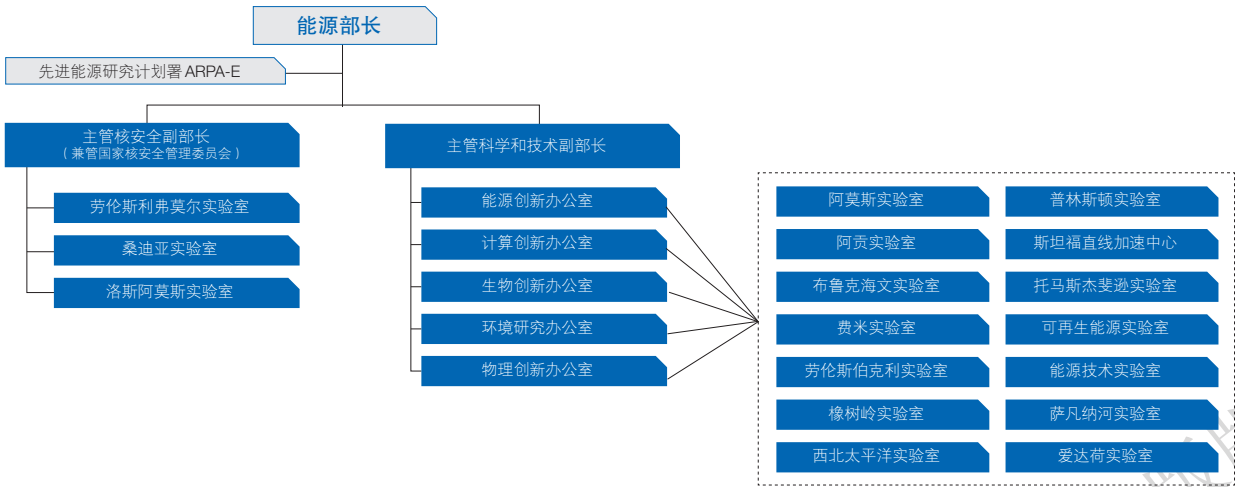 能源部长
先进能源研究计划署 ARPA-E
主管核安全副部长
（兼管国家核安全管理委员会）
劳伦斯利弗莫尔实验室
桑迪亚实验室
洛斯阿莫斯实验室
主管科学和技术副部长
能源创新办公室
计算创新办公室
生物创新办公室
环境研究办公室
物理创新办公室
阿莫斯实验室
普林斯顿实验室
阿贡实验室
斯坦福直线加速中心
布鲁克海文实验室
托马斯杰斐逊实验室
费米实验室
可再生能源实验室
劳伦斯伯克利实验室
能源技术实验室
橡树岭实验室
萨凡纳河实验室
西北太平洋实验室
爱达荷实验室